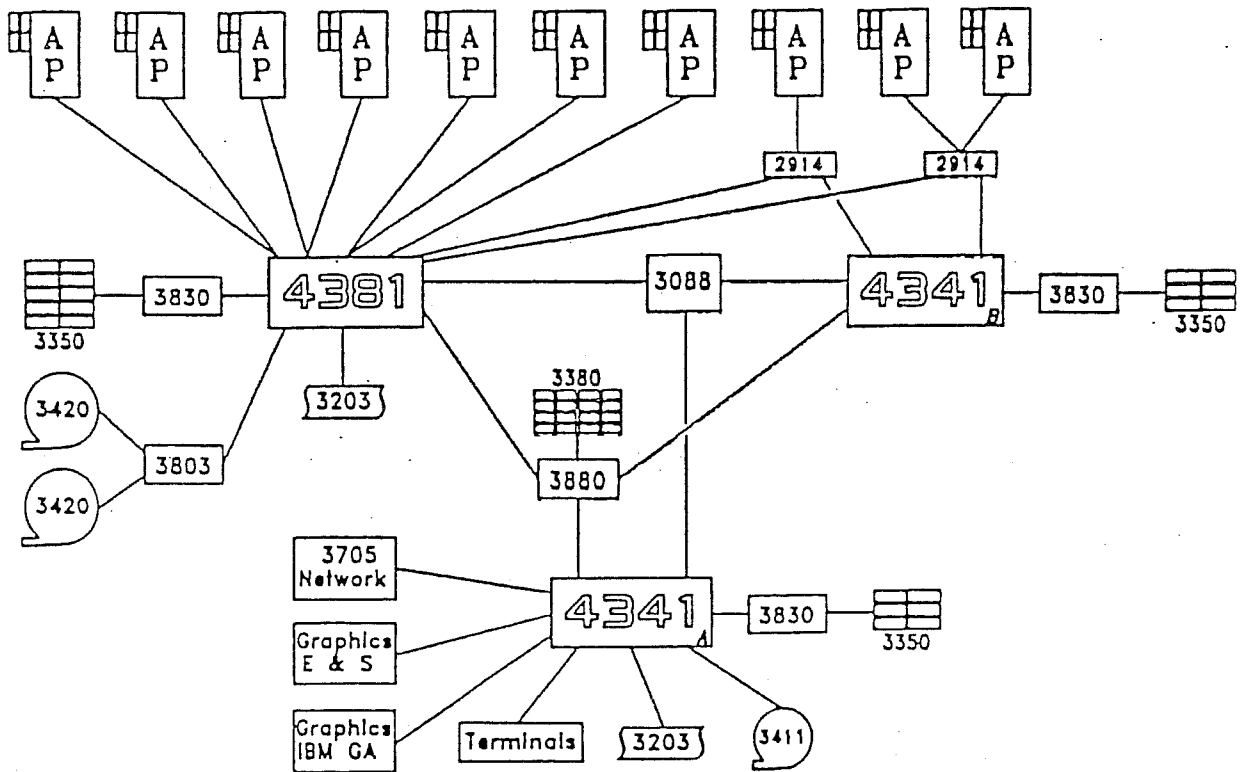 A
P
A
P
A
P
A
P
A
P
A
P
A
P
A
P
A
P
A
P
2914
2914
4381
3088
4341
B
3830
3350
3830
3350
3420
3203
3380
3803
3880
3420
3705
Network
4341
A
3830
3350
Graphics
E & S
Graphics
IBM GA
Terminals
3203
3411